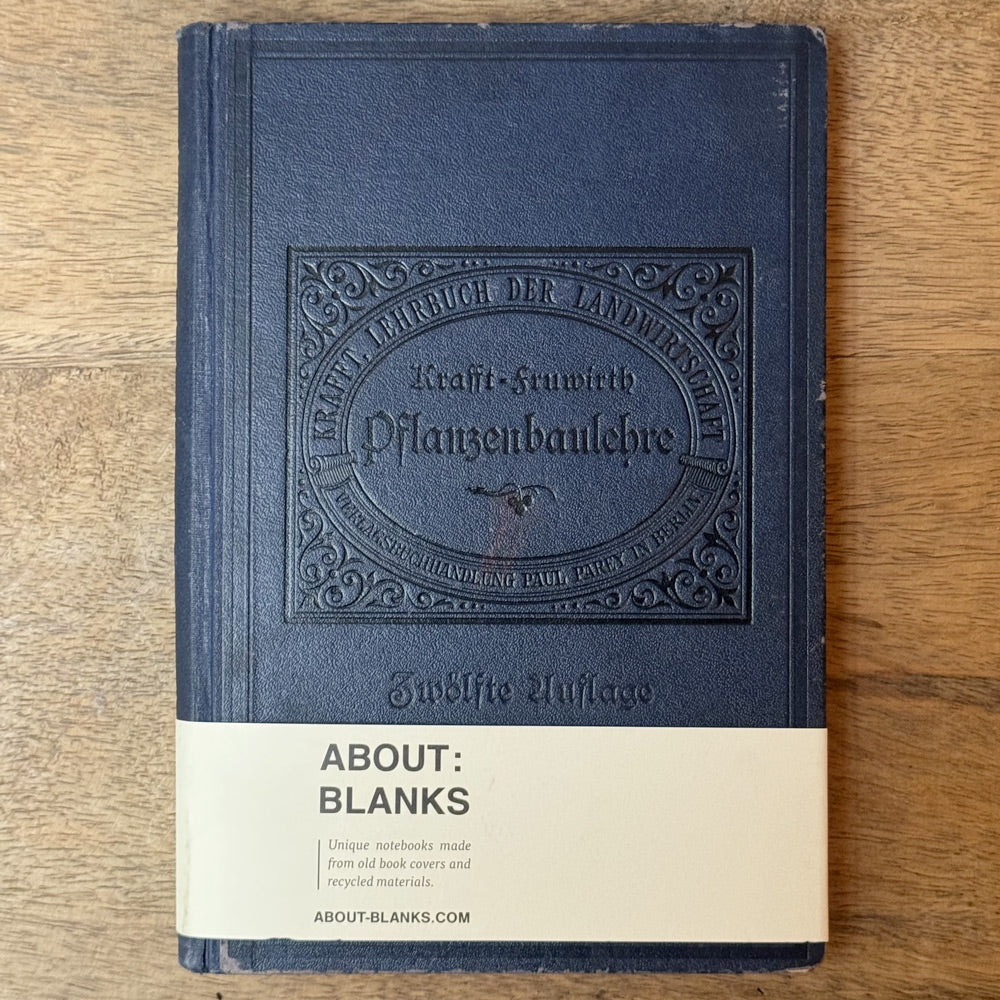 KRAFFT, LEHRBUCH DER LANDWIRTSCHAFT
Krafft-Fruwirth
Pflanzenbaulehre
VERLAGSBUCHHANDLUNG PAUL PAREY IN BERLIN.
Zwölfte Auflage
ABOUT:
BLANKS
Unique notebooks made
from old book covers and
recycled materials.
ABOUT-BLANKS.COM